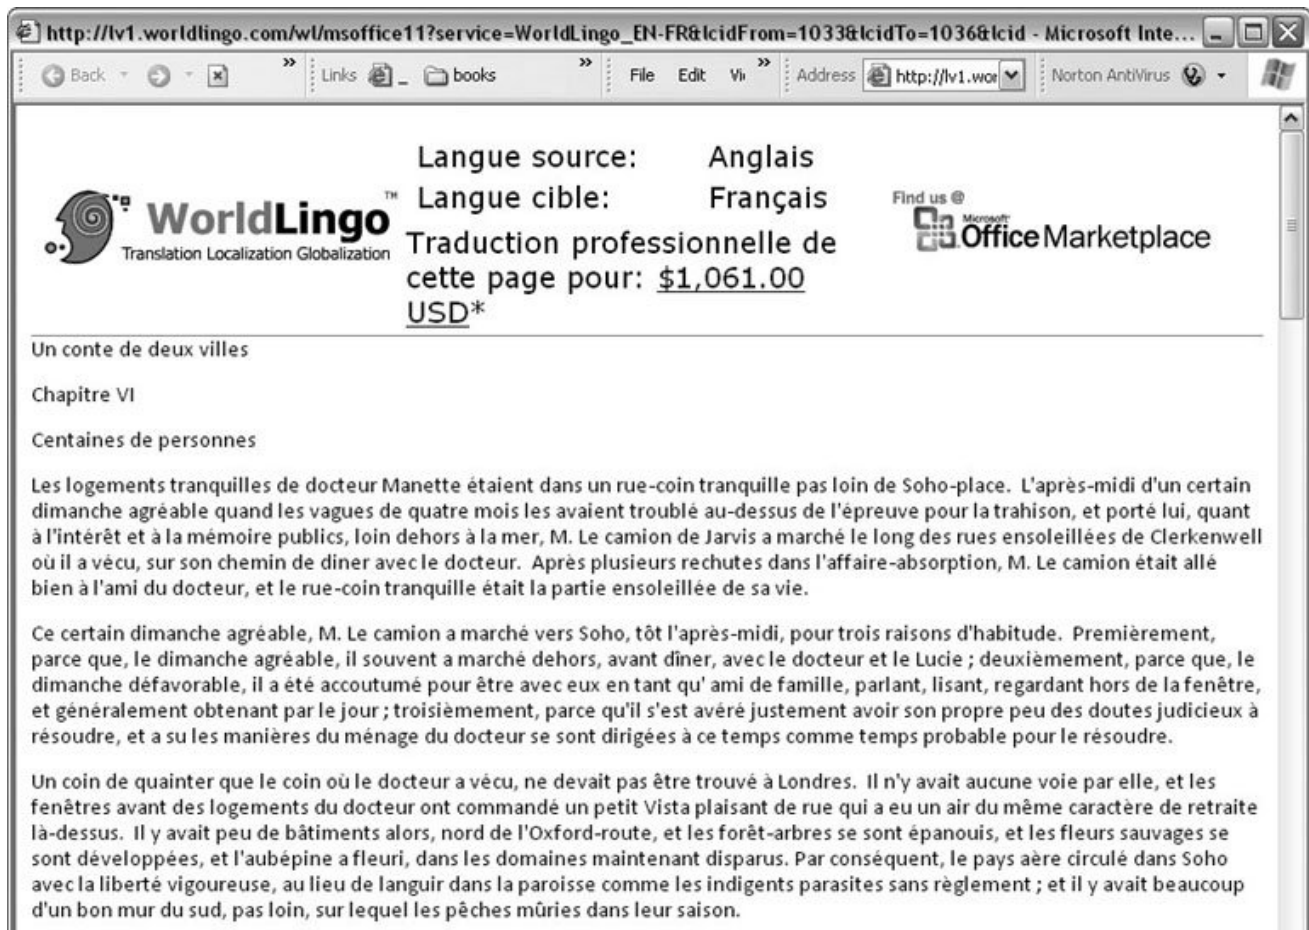 http://lv1.worldlingo.com/wl/msoffice11?service=WorldLingo_EN-FR&lcidFrom=1033&lcidTo=1036&lcid - Microsoft Inte...
Back » Links _ books » File Edit Vi » Address http://lv1.wor Norton AntiVirus
WorldLingo™
Translation Localization Globalization
Langue source: Anglais
Langue cible: Français
Traduction professionnelle de
cette page pour: $1,061.00
USD*
Find us @
Microsoft
Office Marketplace
Un conte de deux villes
Chapitre VI
Centaines de personnes
Les logements tranquilles de docteur Manette étaient dans un rue-coin tranquille pas loin de Soho-place. L'après-midi d'un certain
dimanche agréable quand les vagues de quatre mois les avaient troublé au-dessus de l'épreuve pour la trahison, et porté lui, quant
à l'intérêt et à la mémoire publics, loin dehors à la mer, M. Le camion de Jarvis a marché le long des rues ensoleillées de Clerkenwell
où il a vécu, sur son chemin de dîner avec le docteur. Après plusieurs rechutes dans l'affaire-absorption, M. Le camion était allé
bien à l'ami du docteur, et le rue-coin tranquille était la partie ensoleillée de sa vie.
Ce certain dimanche agréable, M. Le camion a marché vers Soho, tôt l'après-midi, pour trois raisons d'habitude. Premièrement,
parce que, le dimanche agréable, il souvent a marché dehors, avant dîner, avec le docteur et le Lucie ; deuxièmement, parce que, le
dimanche défavorable, il a été accoutumé pour être avec eux en tant qu' ami de famille, parlant, lisant, regardant hors de la fenêtre,
et généralement obtenant par le jour ; troisièmement, parce qu'il s'est avéré justement avoir son propre peu des doutes judicieux à
résoudre, et a su les manières du ménage du docteur se sont dirigées à ce temps comme temps probable pour le résoudre.
Un coin de quainter que le coin où le docteur a vécu, ne devait pas être trouvé à Londres. Il n'y avait aucune voie par elle, et les
fenêtres avant des logements du docteur ont commandé un petit Vista plaisant de rue qui a eu un air du même caractère de retraite
là-dessus. Il y avait peu de bâtiments alors, nord de l'Oxford-route, et les forêt-arbres se sont épanouis, et les fleurs sauvages se
sont développées, et l'aubépine a fleuri, dans les domaines maintenant disparus. Par conséquent, le pays aère circulé dans Soho
avec la liberté vigoureuse, au lieu de languir dans la paroisse comme les indigents parasites sans règlement ; et il y avait beaucoup
d'un bon mur du sud, pas loin, sur lequel les pêches mûries dans leur saison.